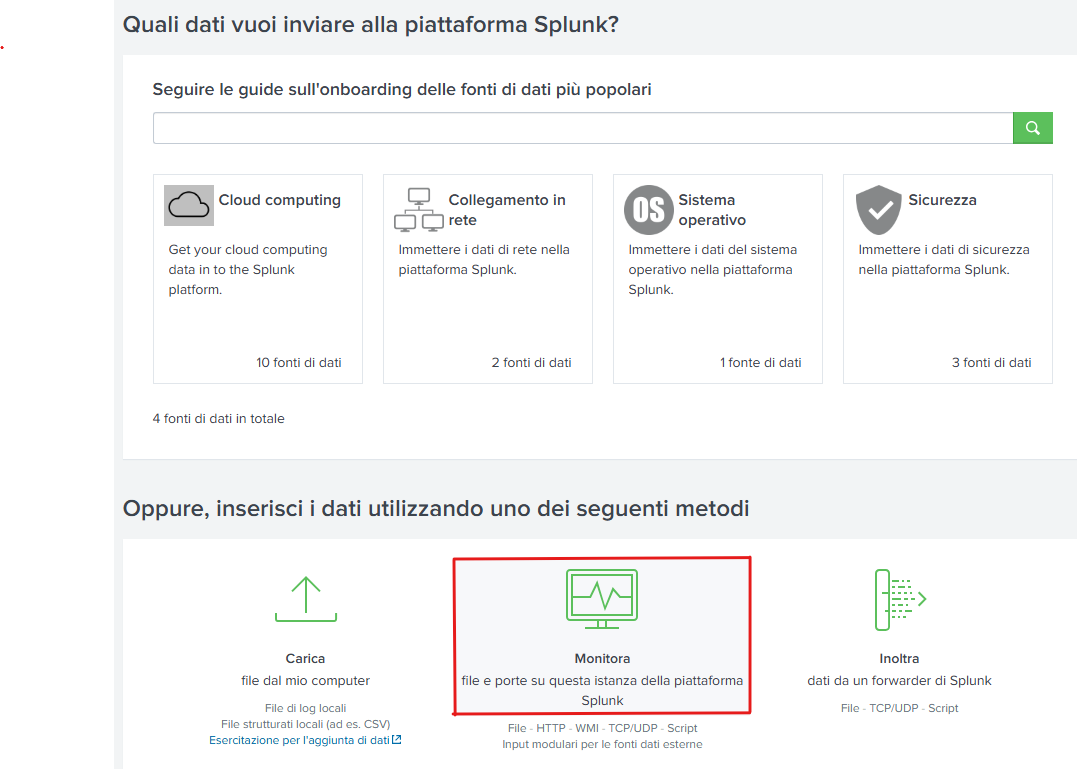 Quali dati vuoi inviare alla piattaforma Splunk?
Seguire le guide sull'onboarding delle fonti di dati più popolari
Cloud computing
Get your cloud computing
data in to the Splunk
platform.
10 fonti di dati
Collegamento in
rete
Immettere i dati di rete nella
piattaforma Splunk.
2 fonti di dati
OS
Sistema
operativo
Immettere i dati del sistema
operativo nella piattaforma
Splunk.
1 fonte di dati
Sicurezza
Immettere i dati di sicurezza
nella piattaforma Splunk.
3 fonti di dati
4 fonti di dati in totale
Oppure, inserisci i dati utilizzando uno dei seguenti metodi
Carica
file dal mio computer
File di log locali
File strutturati locali (ad es. CSV)
Esercitazione per l'aggiunta di dati
Monitora
file e porte su questa istanza della piattaforma
Splunk
File - HTTP - WMI - TCP/UDP - Script
Input modulari per le fonti dati esterne
Inoltra
dati da un forwarder di Splunk
File - TCP/UDP - Script